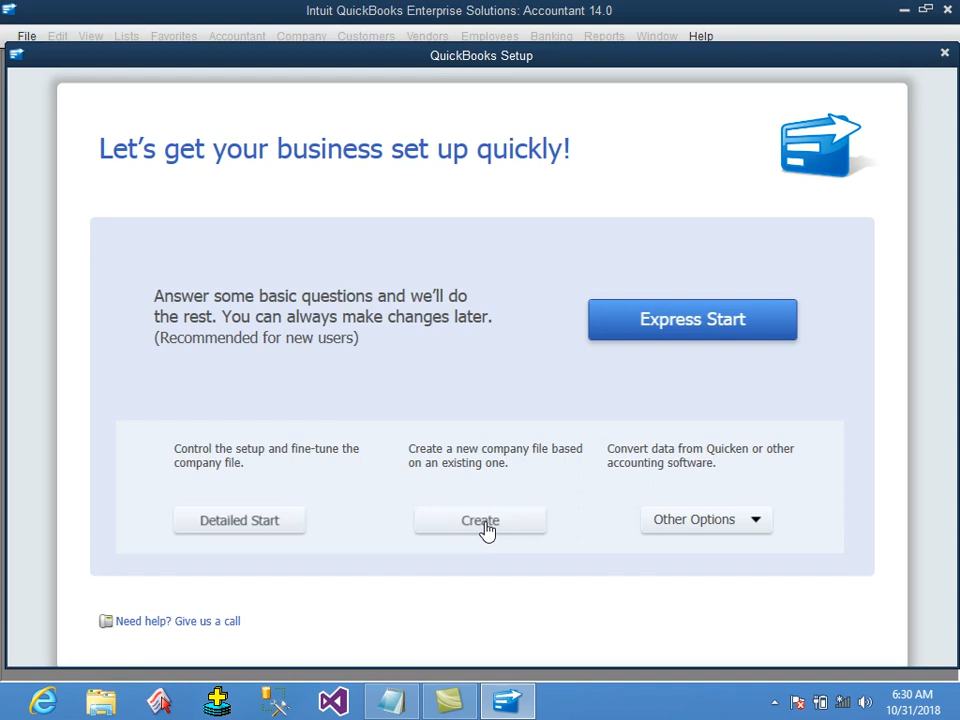 Intuit QuickBooks Enterprise Solutions: Accountant 14.0
File Edit View Lists Favorites Accountant Company Customers Vendors Employees Banking Reports Window Help
QuickBooks Setup
Let's get your business set up quickly!
Answer some basic questions and we'll do
the rest. You can always make changes later.
(Recommended for new users)
Express Start
Control the setup and fine-tune the
company file.
Create a new company file based
on an existing one.
Convert data from Quicken or other
accounting software.
Detailed Start
Create
Other Options
Need help? Give us a call
6:30 AM
10/31/2018